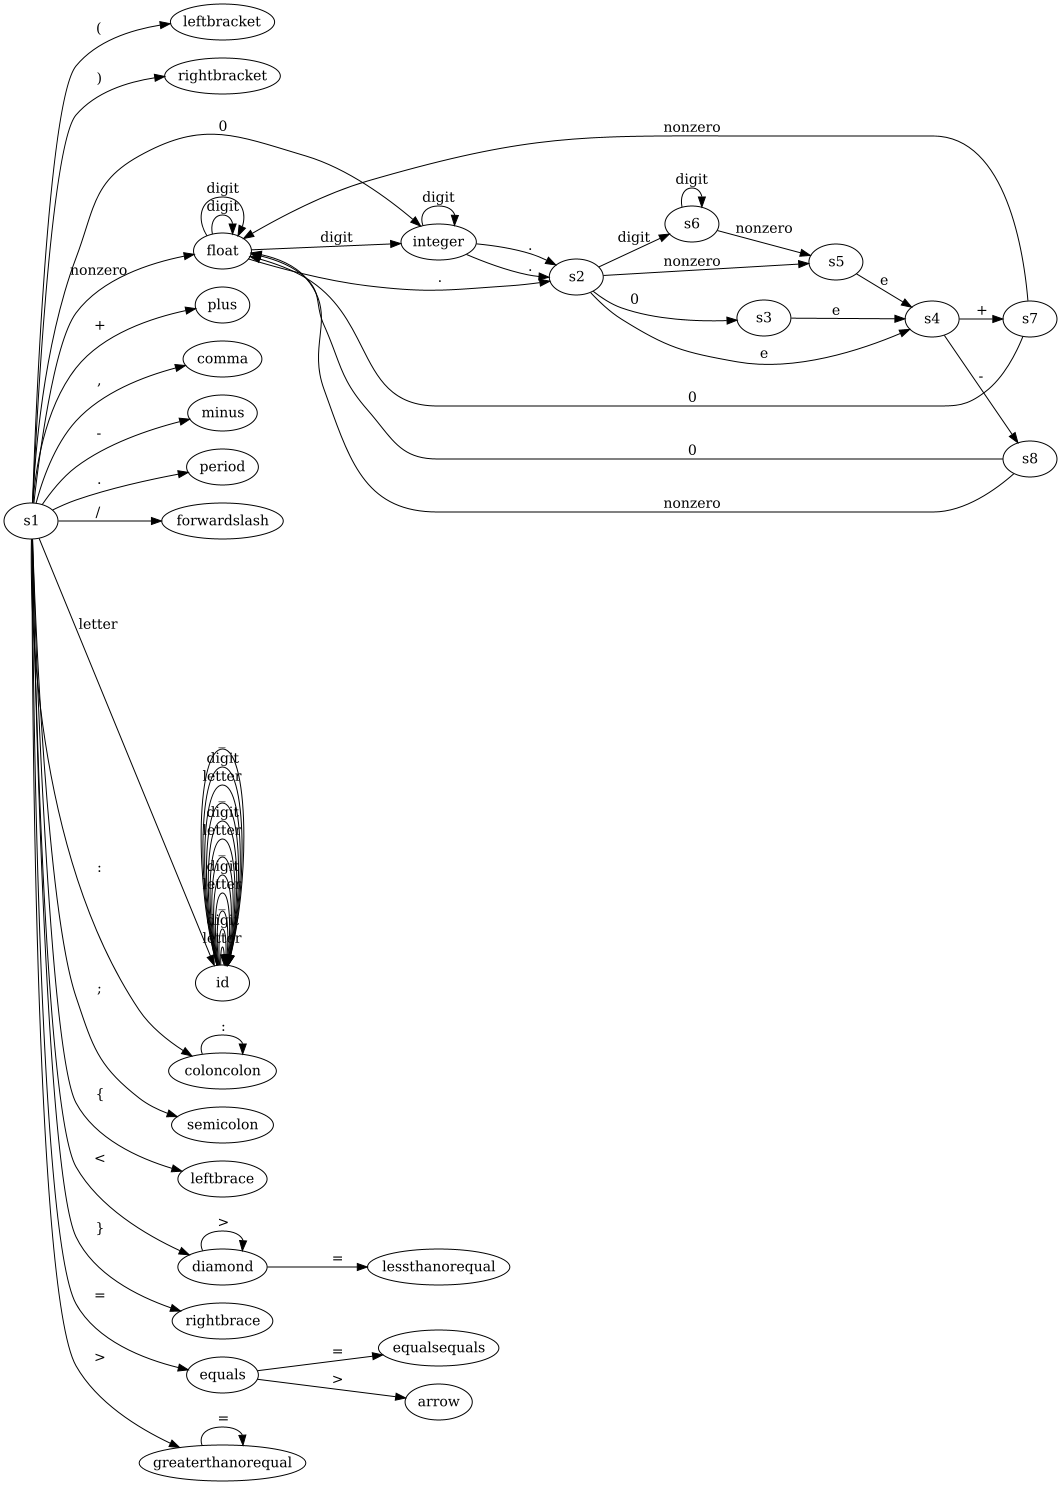 (
leftbracket
)
rightbracket
0
nonzero
digit
digit
float
digit
digit
integer
.
.
.
digit
s6
nonzero
digit
s2
nonzero
s5
e
0
s3
e
s4
+
s7
e
-
0
0
s8
nonzero
nonzero
+
plus
,
comma
-
minus
.
period
s1
/
forwardslash
letter
_
digit
letter
_
digit
letter
_
digit
letter
_
digit
letter
id
:
:
coloncolon
;
semicolon
{
leftbrace
<
>
diamond
=
lessthanorequal
}
rightbrace
=
equals
=
equalsequals
>
arrow
>
=
greaterthanorequal